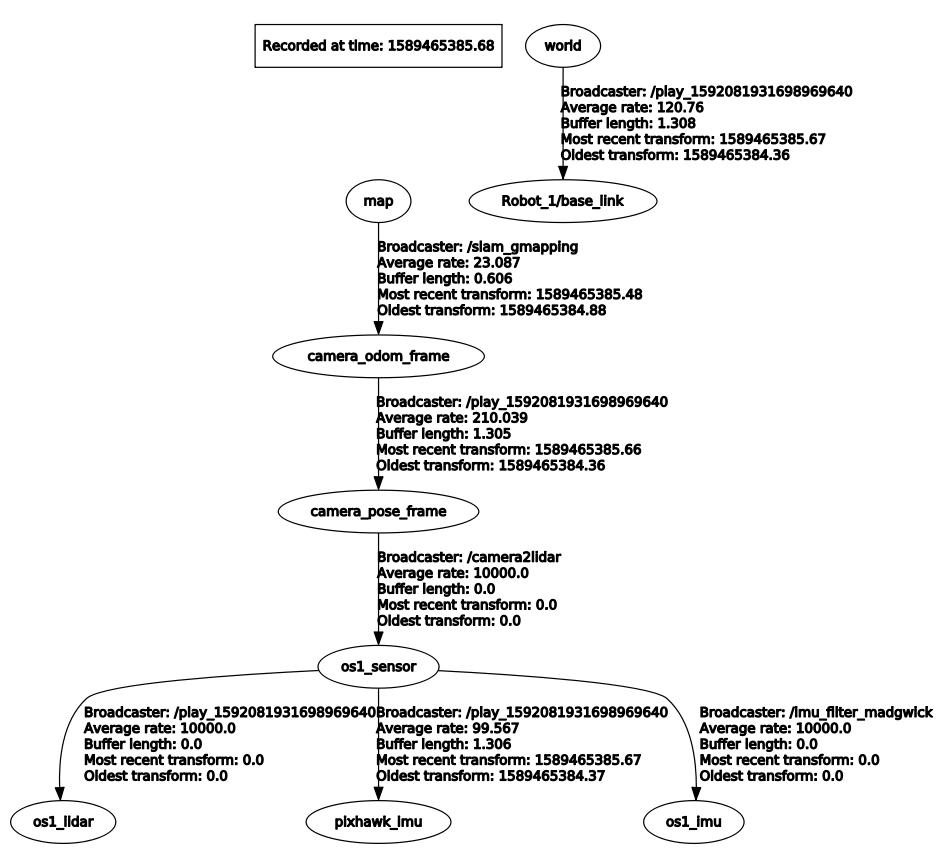 Recorded at time: 1589465385.68
world
Broadcaster: /play_1592081931698969640
Average rate: 120.76
Buffer length: 1.308
Most recent transform: 1589465385.67
Oldest transform: 1589465384.36
map
Robot_1/base_link
Broadcaster: /slam_gmapping
Average rate: 23.087
Buffer length: 0.606
Most recent transform: 1589465385.48
Oldest transform: 1589465384.88
camera_odom_frame
Broadcaster: /play_1592081931698969640
Average rate: 210.039
Buffer length: 1.305
Most recent transform: 1589465385.66
Oldest transform: 1589465384.36
camera_pose_frame
Broadcaster: /camera2lidar
Average rate: 10000.0
Buffer length: 0.0
Most recent transform: 0.0
Oldest transform: 0.0
os1_sensor
Broadcaster: /play_1592081931698969640
Average rate: 10000.0
Buffer length: 0.0
Most recent transform: 0.0
Oldest transform: 0.0
Broadcaster: /play_1592081931698969640
Average rate: 99.567
Buffer length: 1.306
Most recent transform: 1589465385.67
Oldest transform: 1589465384.37
Broadcaster: /imu_filter_madgwick
Average rate: 10000.0
Buffer length: 0.0
Most recent transform: 0.0
Oldest transform: 0.0
os1_lidar
pixhawk_imu
os1_imu